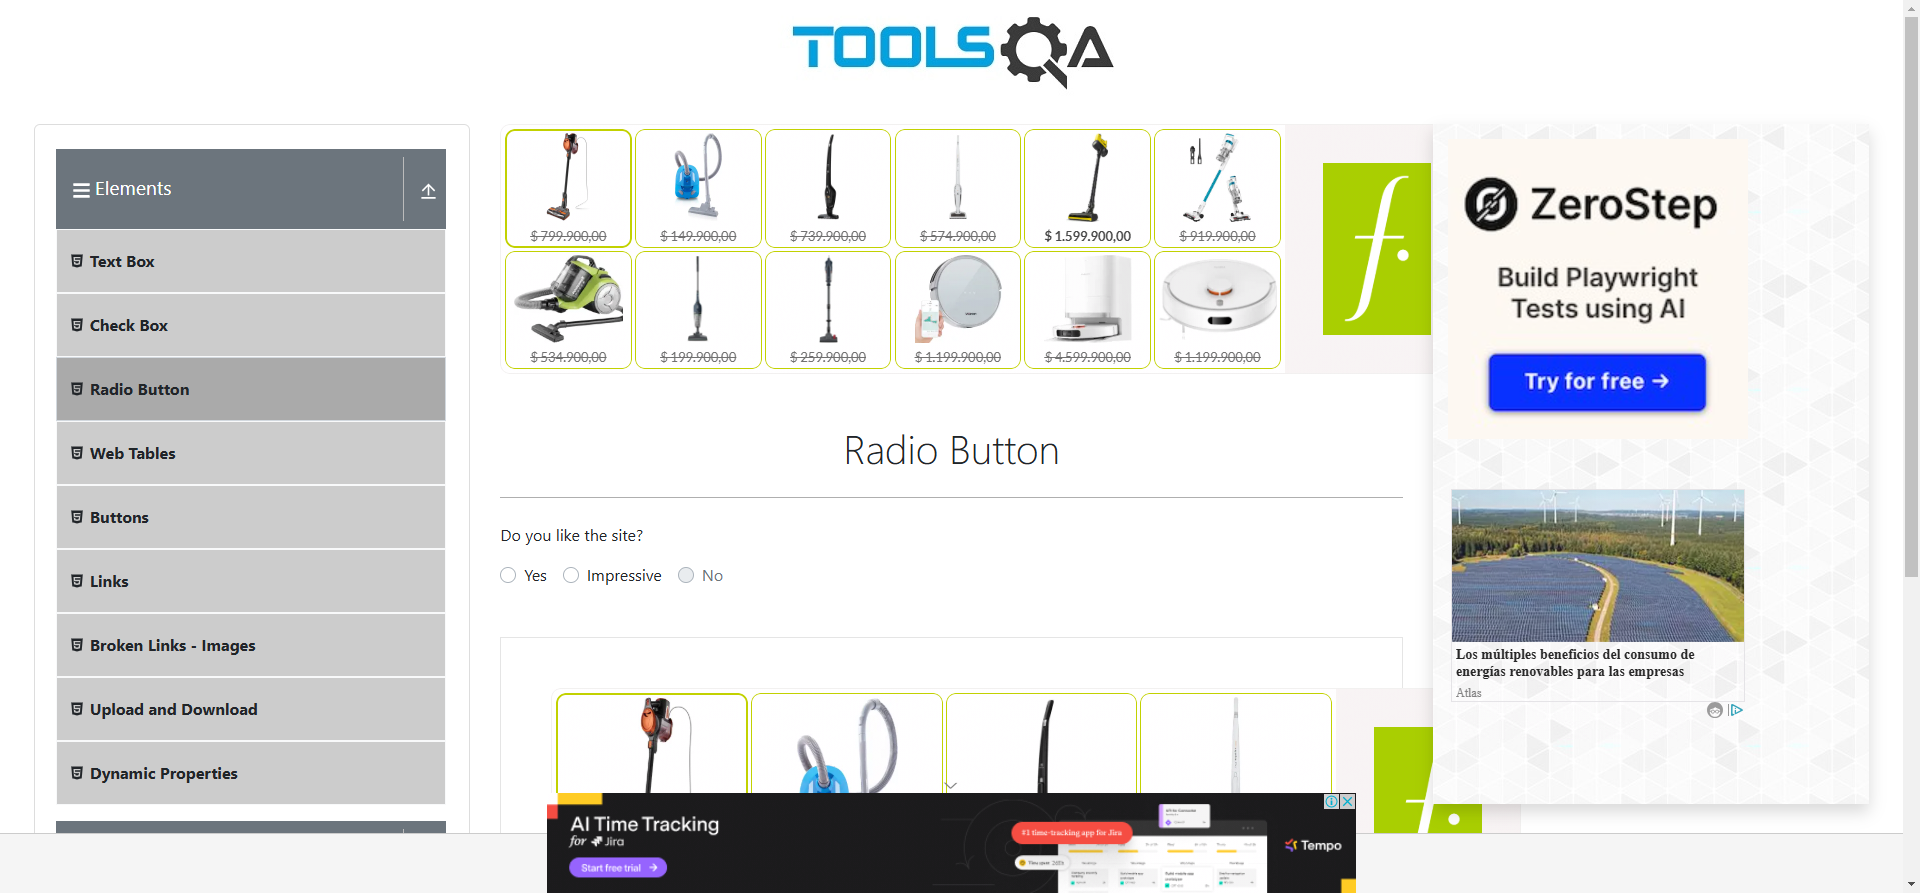 TOOLSQA
Elements
Text Box
Check Box
Radio Button
Web Tables
Buttons
Links
Broken Links - Images
Upload and Download
Dynamic Properties
$ 799.900,00
$ 149.900,00
$ 739.900,00
$ 574.900,00
$ 1.599.900,00
$ 919.900,00
$ 534.900,00
$ 199.900,00
$ 259.900,00
$ 1.199.900,00
$ 4.599.900,00
$ 1.199.900,00
f.
Radio Button
Do you like the site?
Yes
Impressive
No
ZeroStep
Build Playwright
Tests using AI
Try for free →
Los múltiples beneficios del consumo de
energías renovables para las empresas
Atlas
AI Time Tracking
for Jira
Start free trial →
#1 time-tracking app for Jira
Tempo